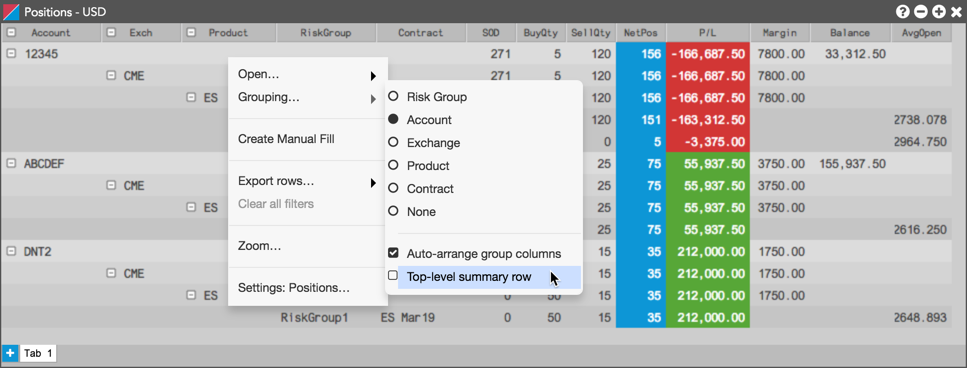 Positions - USD
Account Exch Product RiskGroup Contract SOD BuyQty SellQty NetPos P/L Margin Balance AvgOpen
12345 271 5 120 156 -166,687.50 7800.00 33,312.50
CME 271 5 120 156 -166,687.50 7800.00
ES 120 156 -166,687.50 7800.00
120 151 -163,312.50 2738.078
0 5 -3,375.00 2964.750
ABCDEF 25 75 55,937.50 3750.00 155,937.50
CME 25 75 55,937.50 3750.00
ES 25 75 55,937.50 3750.00
25 75 55,937.50 2616.250
DNT2 15 35 212,000.00 1750.00
CME 15 35 212,000.00 1750.00
ES 0 50 15 35 212,000.00 1750.00
RiskGroup1 ES Mar19 0 50 15 35 212,000.00 2648.893
Open...
Grouping...
Create Manual Fill
Export rows...
Clear all filters
Zoom...
Settings: Positions...
Risk Group
Account
Exchange
Product
Contract
None
Auto-arrange group columns
Top-level summary row
Tab 1